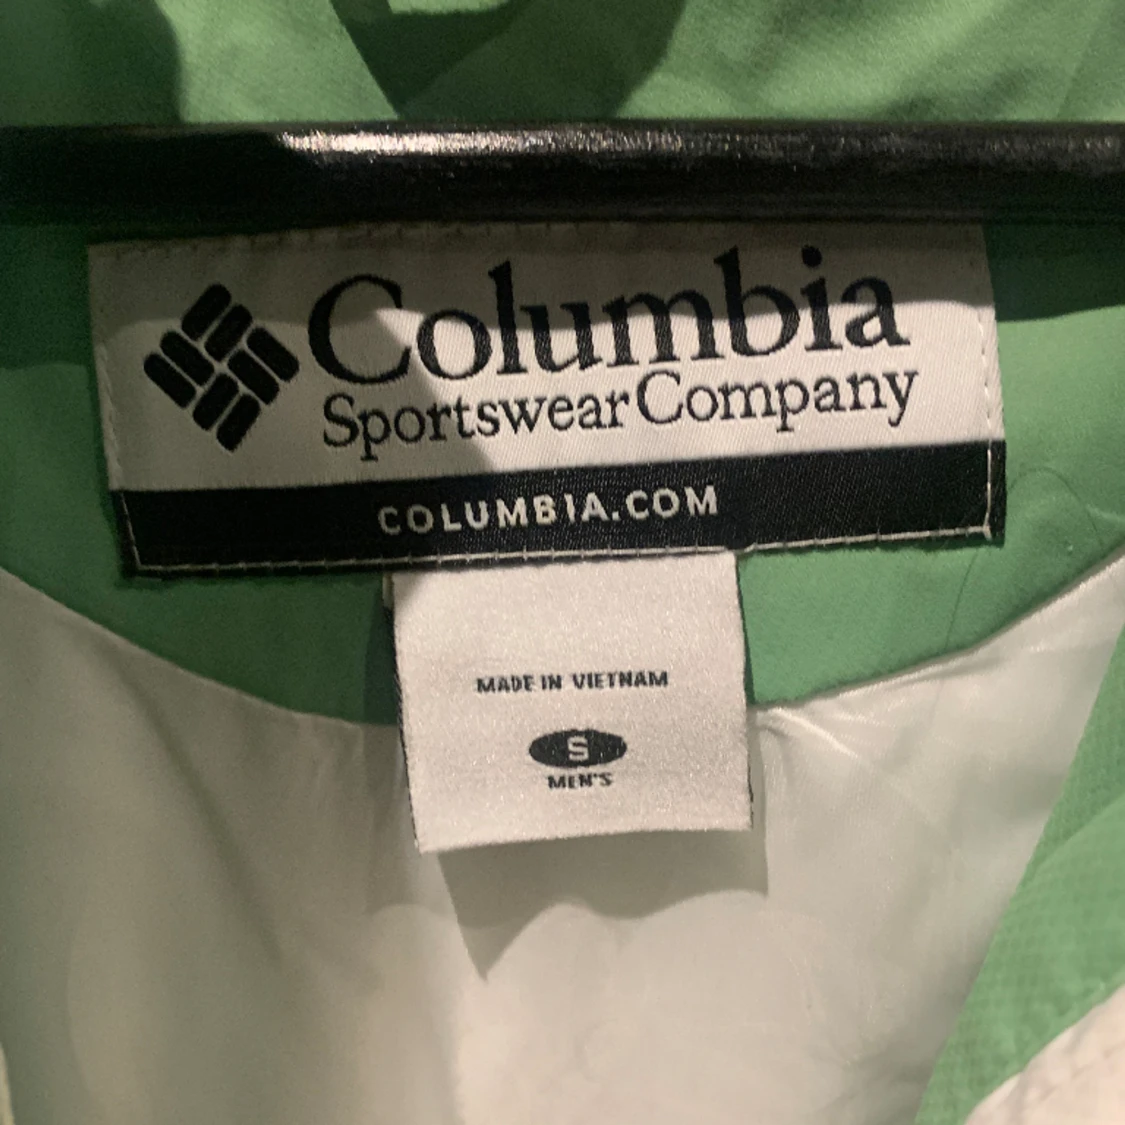 Columbia
Sportswear Company
COLUMBIA.COM
MADE IN VIETNAM
S
MEN'S